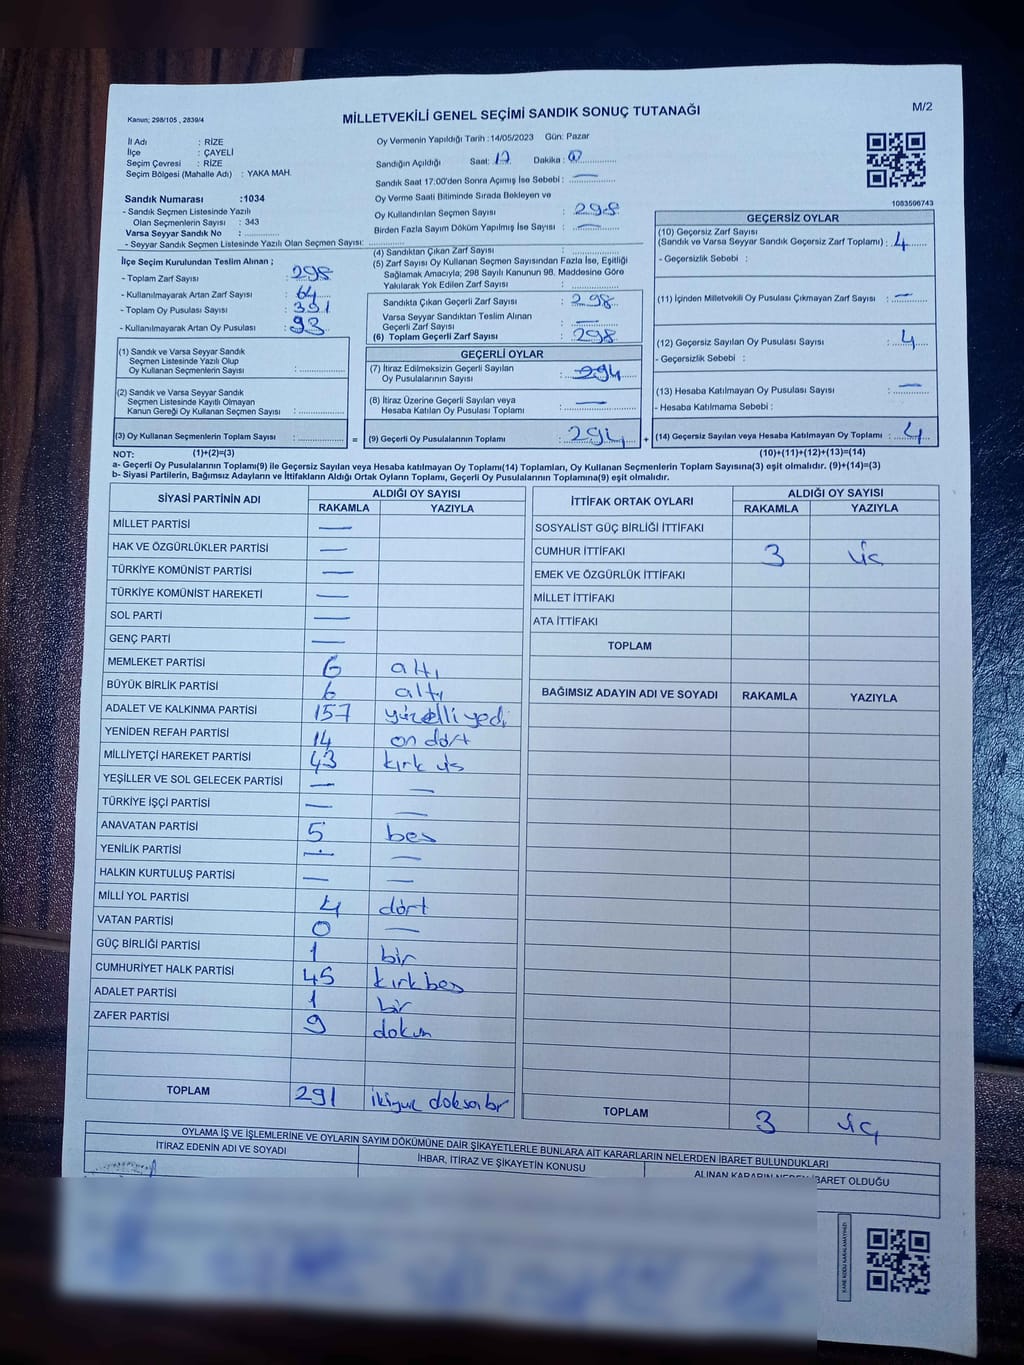 Kanun; 298/105 , 2839/4
MİLLETVEKİLİ GENEL SEÇİMİ SANDIK SONUÇ TUTANAĞI
M/2
İl Adı : RİZE
İlçe : ÇAYELİ
Seçim Çevresi : RİZE
Seçim Bölgesi (Mahalle Adı) : YAKA MAH.
Sandık Numarası :1034
- Sandık Seçmen Listesinde Yazılı
Olan Seçmenlerin Sayısı : 343
Varsa Seyyar Sandık No :
- Seyyar Sandık Seçmen Listesinde Yazılı Olan Seçmen Sayısı:
Oy Vermenin Yapıldığı Tarih :14/05/2023 Gün: Pazar
Sandığın Açıldığı Saat: 17 Dakika :
Sandık Saat 17:00'den Sonra Açımış İse Sebebi : —
Oy Verme Saati Bitiminde Sırada Bekleyen ve
Oy Kullandırılan Seçmen Sayısı : 298
Birden Fazla Sayım Döküm Yapılmış İse Sayısı : —
1083506743
İlçe Seçim Kurulundan Teslim Alınan ;
- Toplam Zarf Sayısı : 298
- Kullanılmayarak Artan Zarf Sayısı : 64
- Toplam Oy Pusulası Sayısı : 391
- Kullanılmayarak Artan Oy Pusulası : 93
(1) Sandık ve Varsa Seyyar Sandık
Seçmen Listesinde Yazılı Olup
Oy Kullanan Seçmenlerin Sayısı :
(2) Sandık ve Varsa Seyyar Sandık
Seçmen Listesinde Kayıtlı Olmayan
Kanun Gereği Oy Kullanan Seçmen Sayısı :
(3) Oy Kullanan Seçmenlerin Toplam Sayısı :
=
(4) Sandıktan Çıkan Zarf Sayısı :
(5) Zarf Sayısı Oy Kullanan Seçmen Sayısından Fazla İse, Eşitliği
Sağlamak Amacıyla; 298 Sayılı Kanunun 98. Maddesine Göre
Yakılarak Yok Edilen Zarf Sayısı :
Sandıkta Çıkan Geçerli Zarf Sayısı : 298
Varsa Seyyar Sandıktan Teslim Alınan
Geçerli Zarf Sayısı : —
(6) Toplam Geçerli Zarf Sayısı : 298
GEÇERLİ OYLAR
(7) İtiraz Edilmeksizin Geçerli Sayılan
Oy Pusulalarının Sayısı : 294
(8) İtiraz Üzerine Geçerli Sayılan veya
Hesaba Katılan Oy Pusulası Toplamı : —
(9) Geçerli Oy Pusulalarının Toplamı : 294
+
GEÇERSİZ OYLAR
(10) Geçersiz Zarf Sayısı
(Sandık ve Varsa Seyyar Sandık Geçersiz Zarf Toplamı) : 4
- Geçersizlik Sebebi :
(11) İçinden Milletvekili Oy Pusulası Çıkmayan Zarf Sayısı : —
(12) Geçersiz Sayılan Oy Pusulası Sayısı : 4
- Geçersizlik Sebebi :
(13) Hesaba Katılmayan Oy Pusulası Sayısı : —
- Hesaba Katılmama Sebebi :
(14) Geçersiz Sayılan veya Hesaba Katılmayan Oy Toplamı : 4
NOT: (1)+(2)=(3)
(10)+(11)+(12)+(13)=(14)
a- Geçerli Oy Pusulalarının Toplamı(9) ile Geçersiz Sayılan veya Hesaba katılmayan Oy Toplamı(14) Toplamları, Oy Kullanan Seçmenlerin Toplam Sayısına(3) eşit olmalıdır. (9)+(14)=(3)
b- Siyasi Partilerin, Bağımsız Adayların ve İttifakların Aldığı Ortak Oyların Toplamı, Geçerli Oy Pusulalarının Toplamına(9) eşit olmalıdır.
SİYASİ PARTİNİN ADI
ALDIĞI OY SAYISI
RAKAMLA YAZIYLA
MİLLET PARTİSİ —
HAK VE ÖZGÜRLÜKLER PARTİSİ —
TÜRKİYE KOMÜNİST PARTİSİ —
TÜRKİYE KOMÜNİST HAREKETİ —
SOL PARTİ —
GENÇ PARTİ —
MEMLEKET PARTİSİ 6 altı
BÜYÜK BİRLİK PARTİSİ 6 altı
ADALET VE KALKINMA PARTİSİ 157 yüzelli yedi
YENİDEN REFAH PARTİSİ 14 on dört
MİLLİYETÇİ HAREKET PARTİSİ 43 kırk üs
YEŞİLLER VE SOL GELECEK PARTİSİ — —
TÜRKİYE İŞÇİ PARTİSİ — —
ANAVATAN PARTİSİ 5 bes
YENİLİK PARTİSİ — —
HALKIN KURTULUŞ PARTİSİ — —
MİLLİ YOL PARTİSİ 4 dört
VATAN PARTİSİ 0 —
GÜÇ BİRLİĞİ PARTİSİ 1 bir
CUMHURİYET HALK PARTİSİ 45 kırkbes
ADALET PARTİSİ 1 bir
ZAFER PARTİSİ 9 dokuz
TOPLAM 291 ikiyüz doksabr
İTTİFAK ORTAK OYLARI
ALDIĞI OY SAYISI
RAKAMLA YAZIYLA
SOSYALİST GÜÇ BİRLİĞİ İTTİFAKI
CUMHUR İTTİFAKI 3 üç
EMEK VE ÖZGÜRLÜK İTTİFAKI
MİLLET İTTİFAKI
ATA İTTİFAKI
TOPLAM
BAĞIMSIZ ADAYIN ADI VE SOYADI RAKAMLA YAZIYLA
TOPLAM 3 üç
OYLAMA İŞ VE İŞLEMLERİNE VE OYLARIN SAYIM DÖKÜMÜNE DAİR ŞİKAYETLERLE BUNLARA AİT KARARLARIN NELERDEN İBARET BULUNDUKLARI
İTİRAZ EDENİN ADI VE SOYADI
İHBAR, İTİRAZ VE ŞİKAYETİN KONUSU
ALINAN KARARIN NEDEN İBARET OLDUĞU
KARE KODU KARALAMAYINIZ!